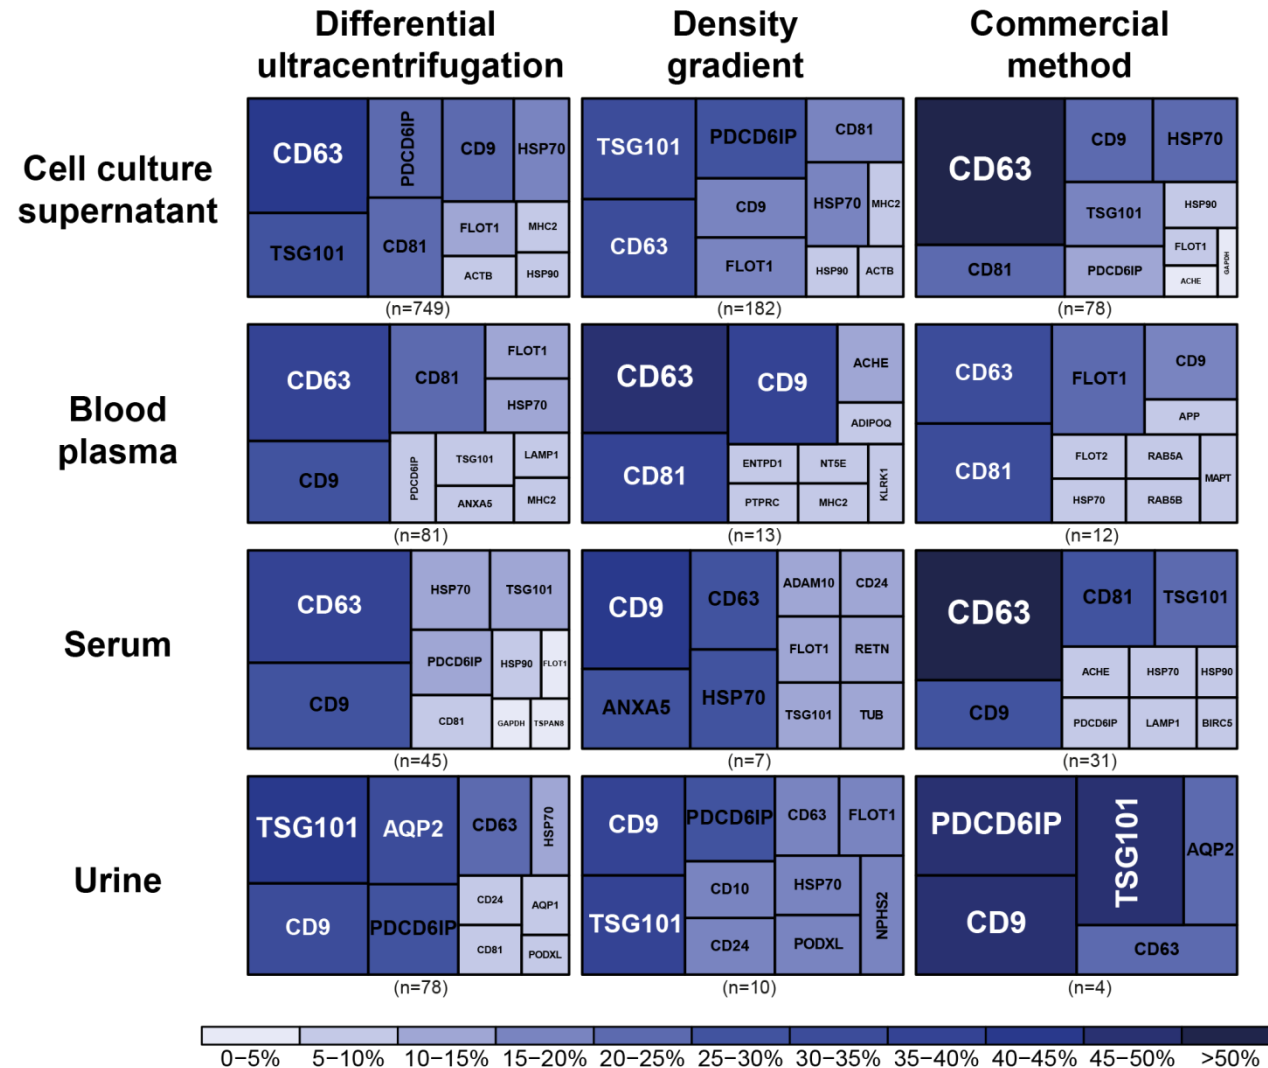 Differential
ultracentrifugation
Density
gradient
Commercial
method
Cell culture
supernatant
CD63
TSG101
PDCD6IP
CD81
CD9
HSP70
FLOT1
MHC2
ACTB
HSP90
(n=749)
TSG101
CD63
PDCD6IP
CD9
FLOT1
CD81
HSP70
MHC2
HSP90
ACTB
(n=182)
CD63
CD81
CD9
HSP70
TSG101
PDCD6IP
HSP90
FLOT1
ACHE
GAPDH
(n=78)
Blood
plasma
CD63
CD9
CD81
FLOT1
HSP70
PDCD6IP
TSG101
ANXA5
LAMP1
MHC2
(n=81)
CD63
CD81
CD9
ACHE
ADIPOQ
ENTPD1
NT5E
PTPRC
MHC2
KLRK1
(n=13)
CD63
CD81
FLOT1
CD9
APP
FLOT2
RAB5A
HSP70
RAB5B
MAPT
(n=12)
Serum
CD63
CD9
HSP70
TSG101
PDCD6IP
CD81
HSP90
FLOT1
GAPDH
TSPAN8
(n=45)
CD9
ANXA5
CD63
HSP70
ADAM10
CD24
FLOT1
RETN
TSG101
TUB
(n=7)
CD63
CD9
CD81
TSG101
ACHE
HSP70
HSP90
PDCD6IP
LAMP1
BIRC5
(n=31)
Urine
TSG101
CD9
AQP2
PDCD6IP
CD63
HSP70
CD24
CD81
AQP1
PODXL
(n=78)
CD9
TSG101
PDCD6IP
CD10
CD24
CD63
FLOT1
HSP70
PODXL
NPHS2
(n=10)
PDCD6IP
CD9
TSG101
AQP2
CD63
(n=4)
0−5% 5−10% 10−15% 15−20% 20−25% 25−30% 30−35% 35−40% 40−45% 45−50% >50%